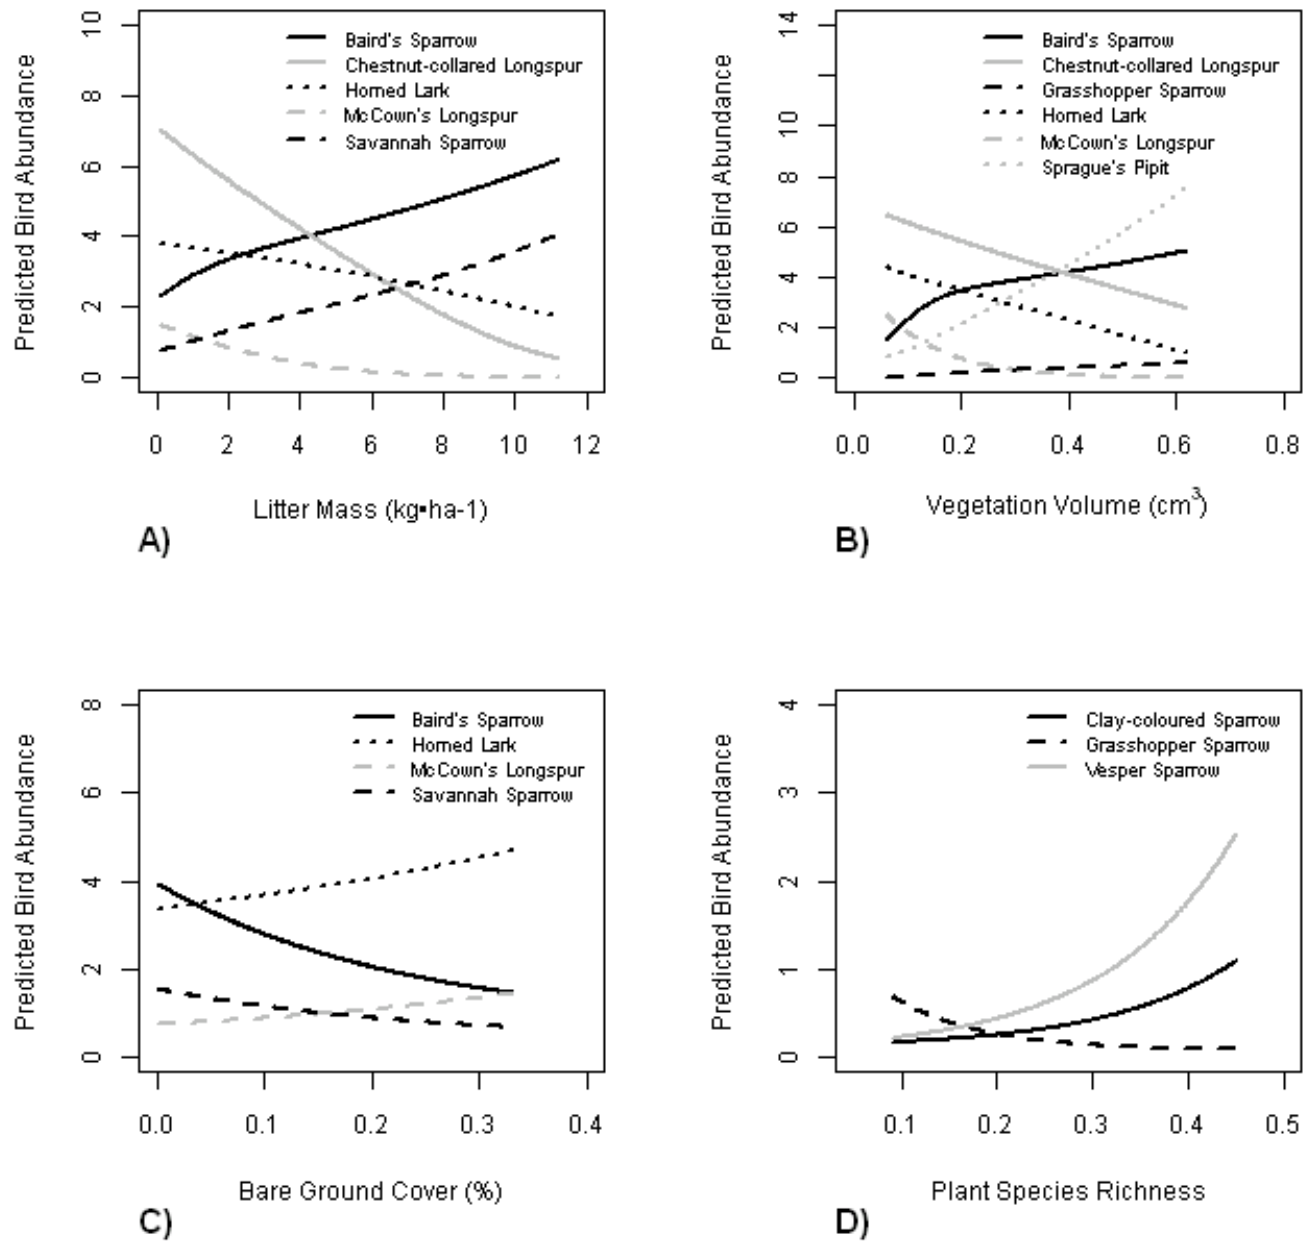 Predicted Bird Abundance
10
8
6
4
2
0
Baird's Sparrow
Chestnut-collared Longspur
Horned Lark
McCown's Longspur
Savannah Sparrow
0 2 4 6 8 10 12
Litter Mass (kg•ha-1)
A)
Predicted Bird Abundance
14
10
8
6
4
2
0
Baird's Sparrow
Chestnut-collared Longspur
Grasshopper Sparrow
Horned Lark
McCown's Longspur
Sprague's Pipit
0.0 0.2 0.4 0.6 0.8
Vegetation Volume (cm³)
B)
Predicted Bird Abundance
8
6
4
2
0
Baird's Sparrow
Horned Lark
McCown's Longspur
Savannah Sparrow
0.0 0.1 0.2 0.3 0.4
Bare Ground Cover (%)
C)
Predicted Bird Abundance
4
3
2
1
0
Clay-coloured Sparrow
Grasshopper Sparrow
Vesper Sparrow
0.1 0.2 0.3 0.4 0.5
Plant Species Richness
D)